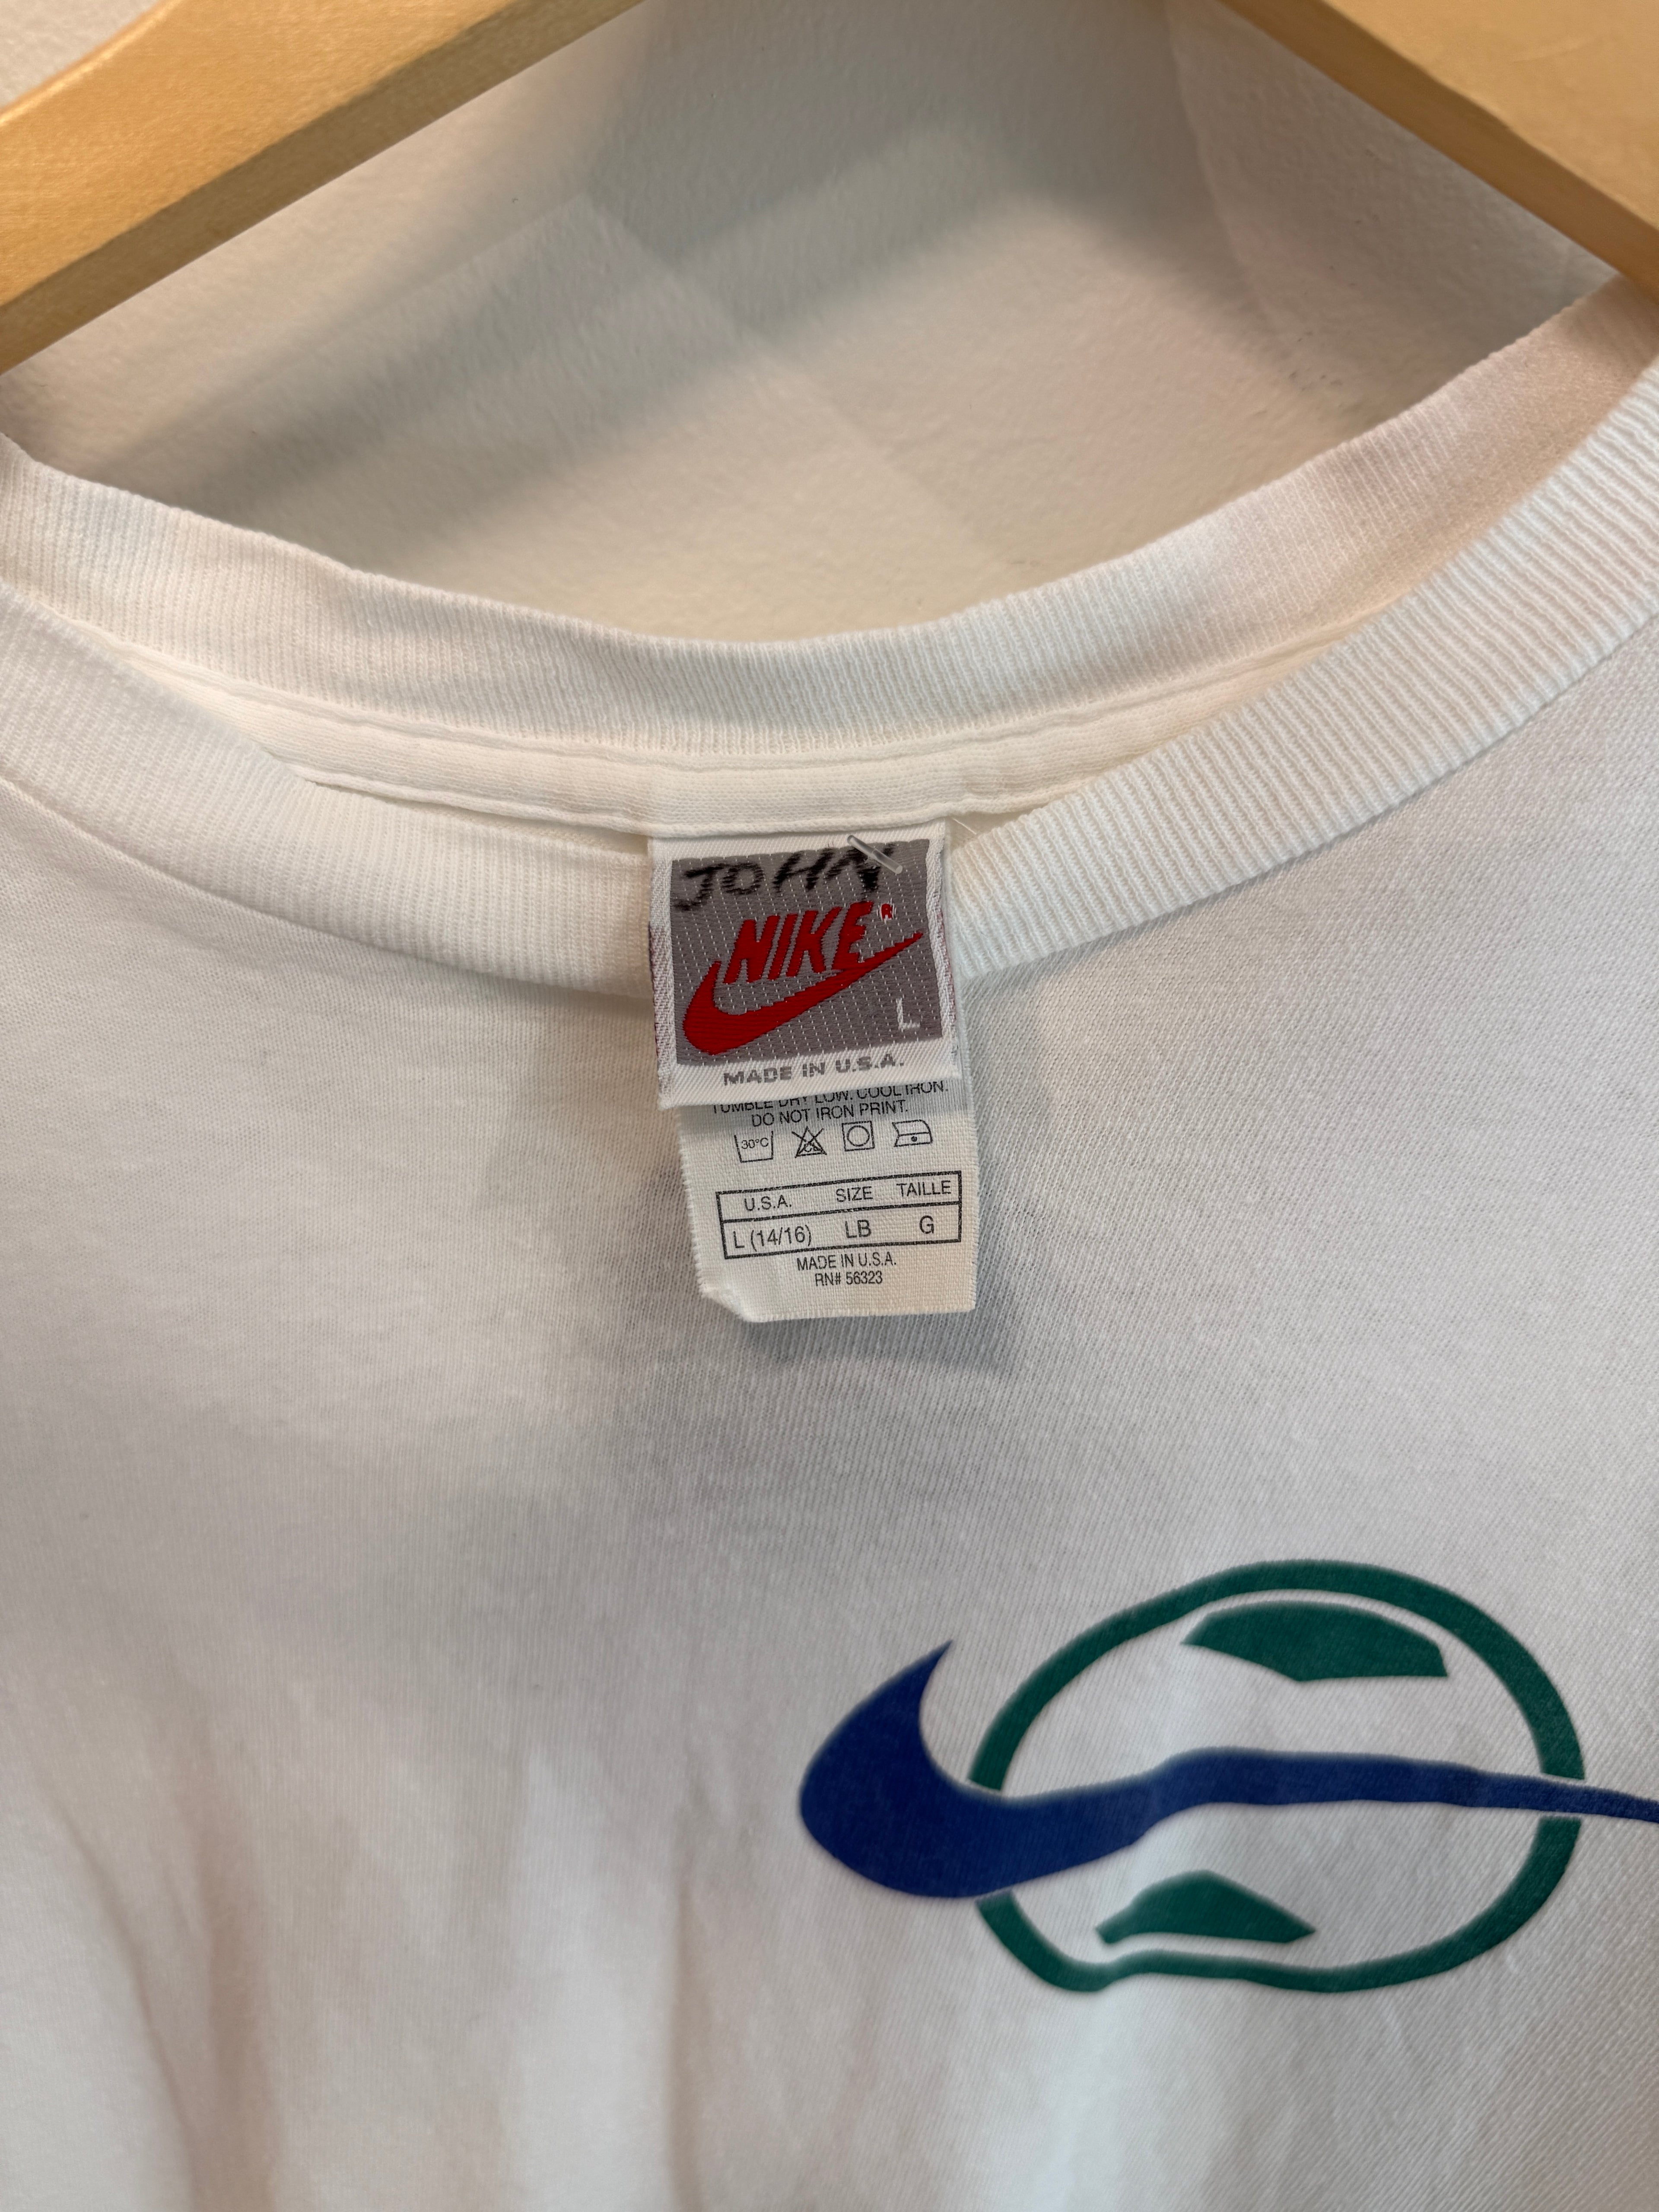 JOHN
NIKE®
L
MADE IN U.S.A.
TUMBLE DRY LOW. COOL IRON.
DO NOT IRON PRINT.
30°C CL
U.S.A. SIZE TAILLE
L (14/16) LB G
MADE IN U.S.A.
RN# 56323